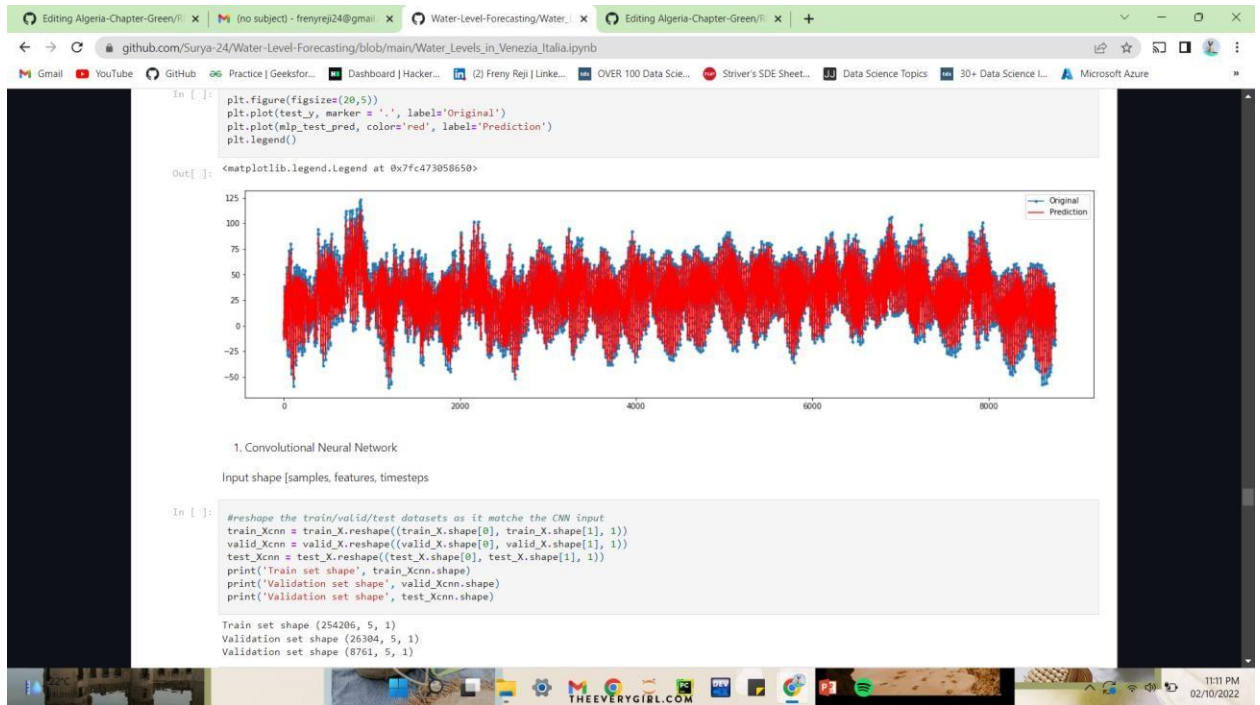 Editing Algeria-Chapter-Green/R
(no subject) - frenyreji24@gmail.
Water-Level-Forecasting/Water_
Editing Algeria-Chapter-Green/R
github.com/Surya-24/Water-Level-Forecasting/blob/main/Water_Levels_in_Venezia_Italia.ipynb
Gmail
YouTube
GitHub
Practice | Geeksfor...
Dashboard | Hacker...
(2) Freny Reji | Linke...
OVER 100 Data Scie...
Striver's SDE Sheet...
Data Science Topics
30+ Data Science I...
Microsoft Azure
In [ ]:
plt.figure(figsize=(20,5))
plt.plot(test_y, marker = '.', label='Original')
plt.plot(mlp_test_pred, color='red', label='Prediction')
plt.legend()
Out[ ]:
<matplotlib.legend.Legend at 0x7fc473058650>
125
100
75
50
25
0
−25
−50
Original
Prediction
0
2000
4000
6000
8000
1. Convolutional Neural Network
Input shape [samples, features, timesteps
In [ ]:
#reshape the train/valid/test datasets as it matche the CNN input
train_Xcnn = train_X.reshape((train_X.shape[0], train_X.shape[1], 1))
valid_Xcnn = valid_X.reshape((valid_X.shape[0], valid_X.shape[1], 1))
test_Xcnn = test_X.reshape((test_X.shape[0], test_X.shape[1], 1))
print('Train set shape', train_Xcnn.shape)
print('Validation set shape', valid_Xcnn.shape)
print('Validation set shape', test_Xcnn.shape)
Train set shape (254206, 5, 1)
Validation set shape (26304, 5, 1)
Validation set shape (8761, 5, 1)
22°C
THEEVERYGIRL.COM
11:11 PM
02/10/2022